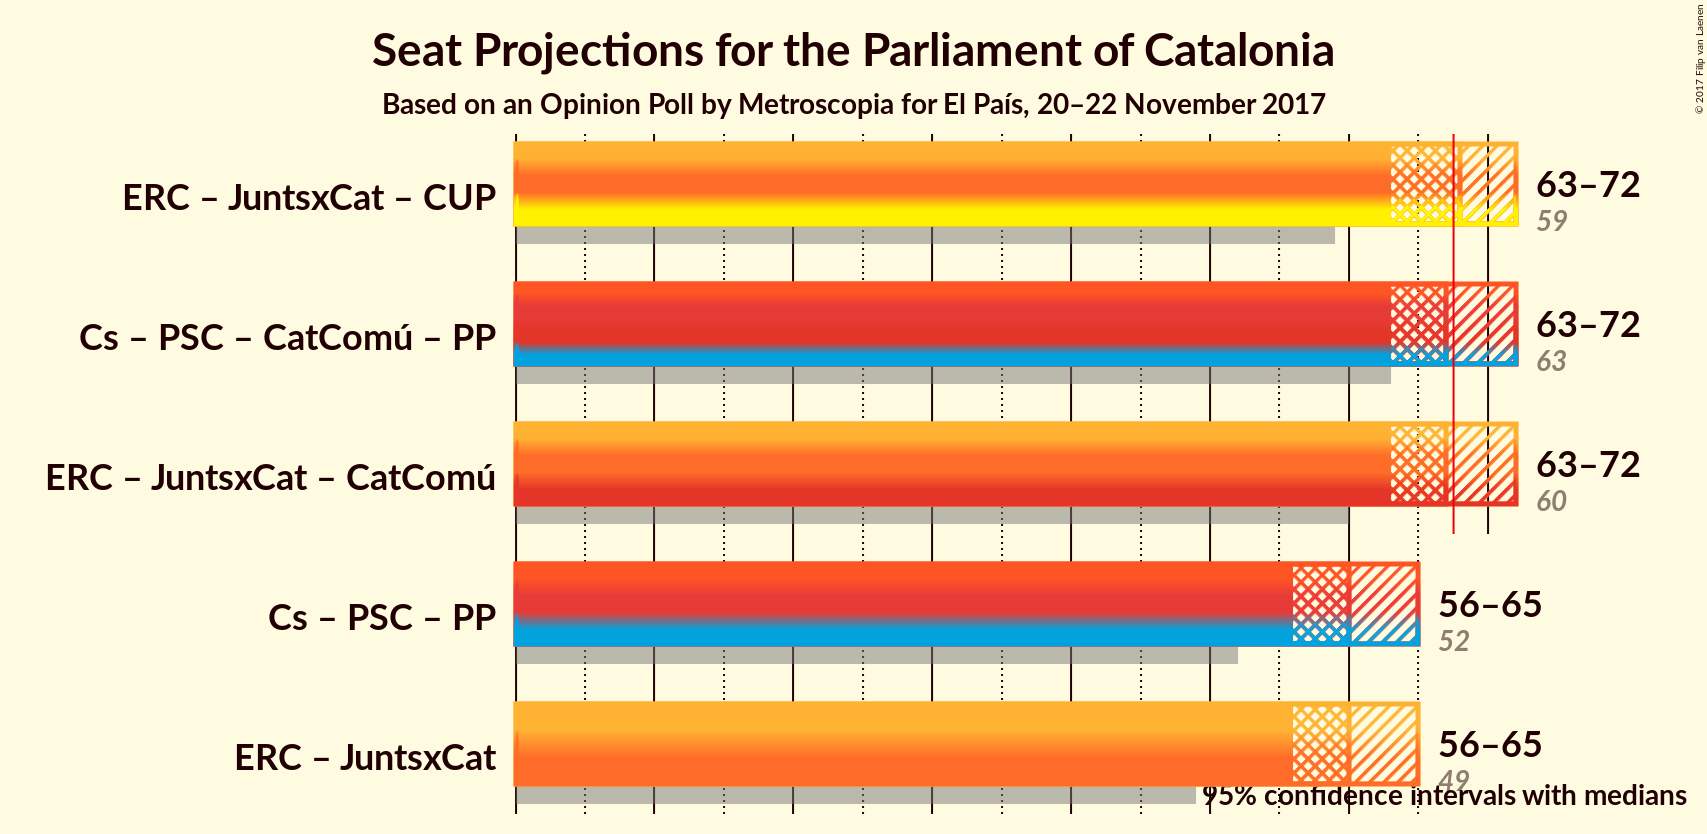 Seat Projections for the Parliament of Catalonia
Based on an Opinion Poll by Metroscopia for El País, 20–22 November 2017
© 2017 Filip van Laenen
ERC – JuntsxCat – CUP
63–72
59
Cs – PSC – CatComú – PP
63–72
63
ERC – JuntsxCat – CatComú
63–72
60
Cs – PSC – PP
56–65
52
ERC – JuntsxCat
56–65
49
95% confidence intervals with medians